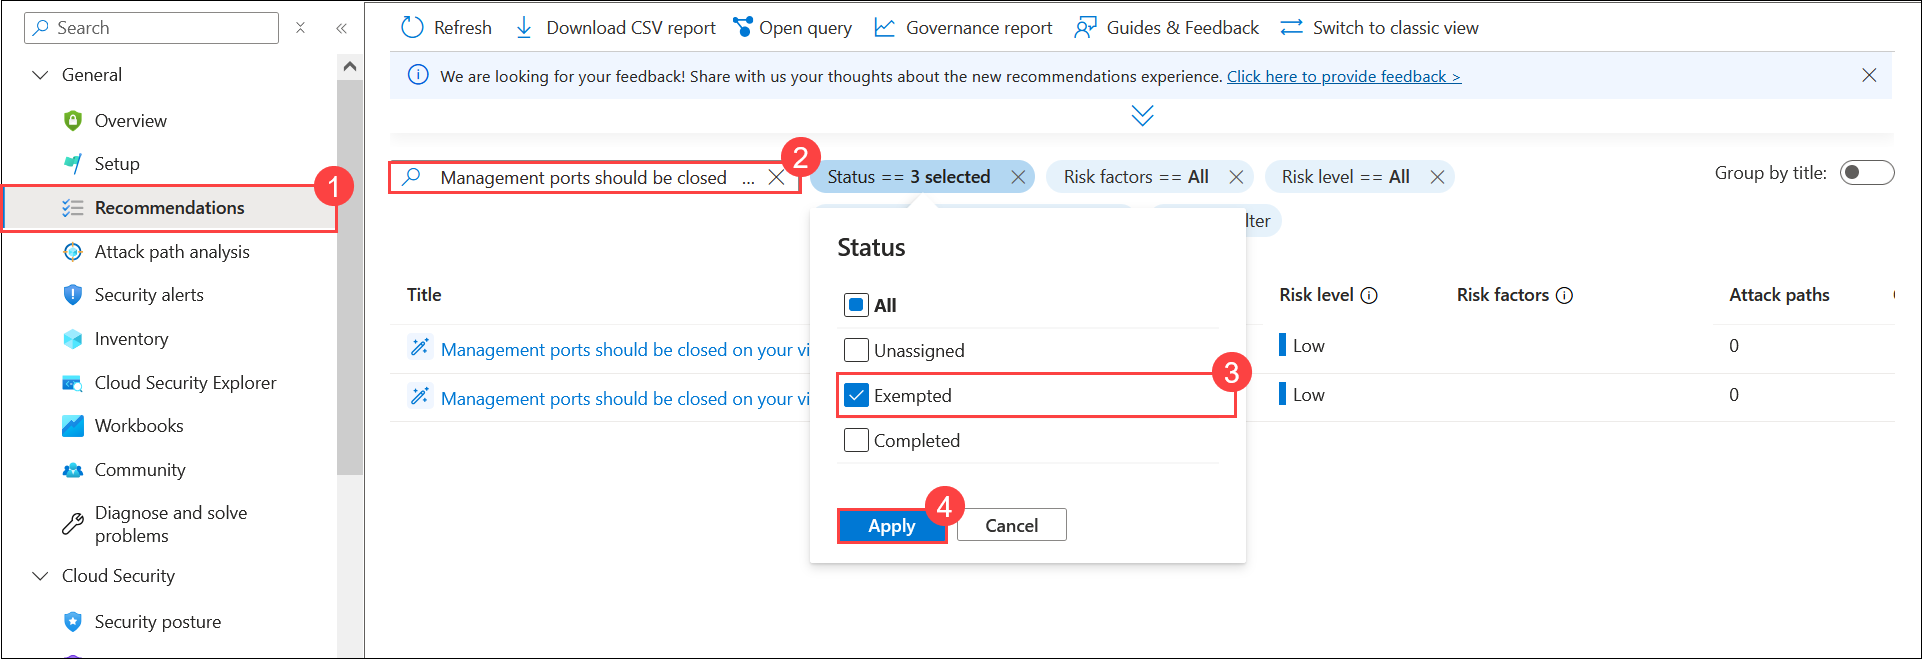 Search
General
Overview
Setup
1
Recommendations
Attack path analysis
Security alerts
Inventory
Cloud Security Explorer
Workbooks
Community
Diagnose and solve
problems
Cloud Security
Security posture
Refresh
Download CSV report
Open query
Governance report
Guides & Feedback
Switch to classic view
We are looking for your feedback! Share with us your thoughts about the new recommendations experience. Click here to provide feedback >
Management ports should be closed ...
2
Status == 3 selected
Risk factors == All
Risk level == All
Group by title:
lter
Status
All
Unassigned
Exempted
3
Completed
Apply
4
Cancel
Title
Risk level
Risk factors
Attack paths
Management ports should be closed on your vi
Low
0
Management ports should be closed on your vi
Low
0